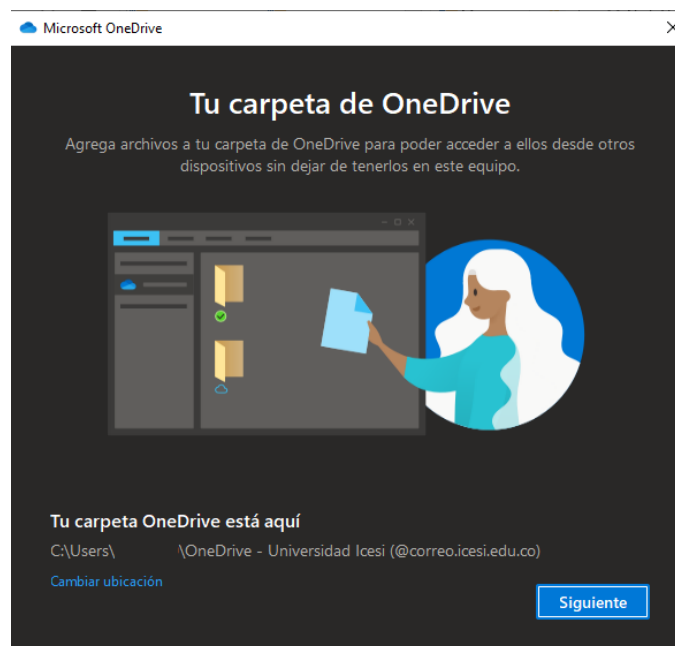 Microsoft OneDrive
Tu carpeta de OneDrive
Agrega archivos a tu carpeta de OneDrive para poder acceder a ellos desde otros
dispositivos sin dejar de tenerlos en este equipo.
Tu carpeta OneDrive está aquí
C:\Users\ \OneDrive - Universidad Icesi (@correo.icesi.edu.co)
Cambiar ubicación
Siguiente